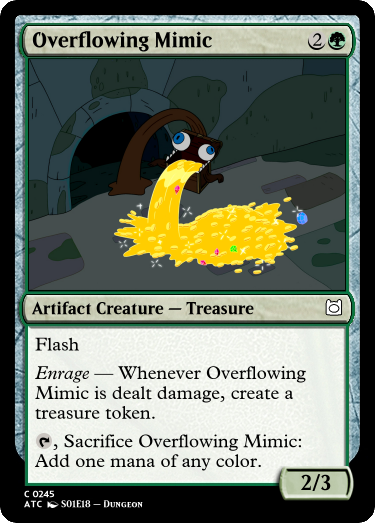 Overflowing Mimic 2
Artifact Creature — Treasure
Flash
Enrage — Whenever Overflowing
Mimic is dealt damage, create a
treasure token.
, Sacrifice Overflowing Mimic:
Add one mana of any color.
2/3
C 0245
ATC S01E18 — Dungeon